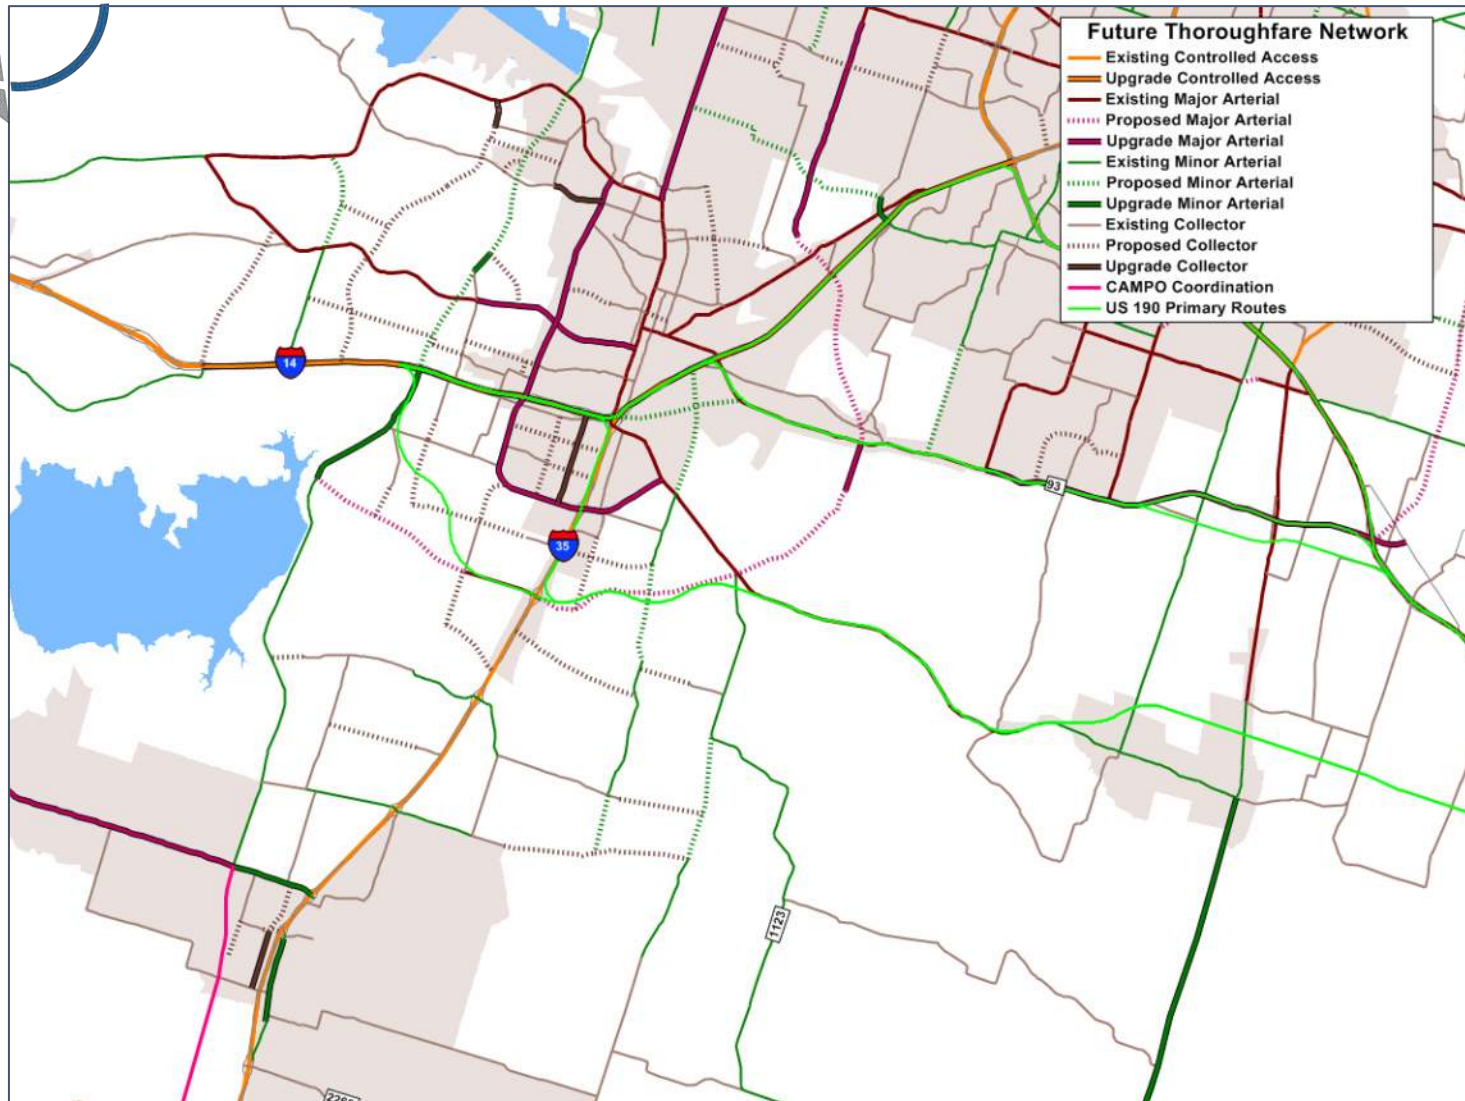 Future Thoroughfare Network
Existing Controlled Access
Upgrade Controlled Access
Existing Major Arterial
Proposed Major Arterial
Upgrade Major Arterial
Existing Minor Arterial
Proposed Minor Arterial
Upgrade Minor Arterial
Existing Collector
Proposed Collector
Upgrade Collector
CAMPO Coordination
US 190 Primary Routes
14
93
35
1123